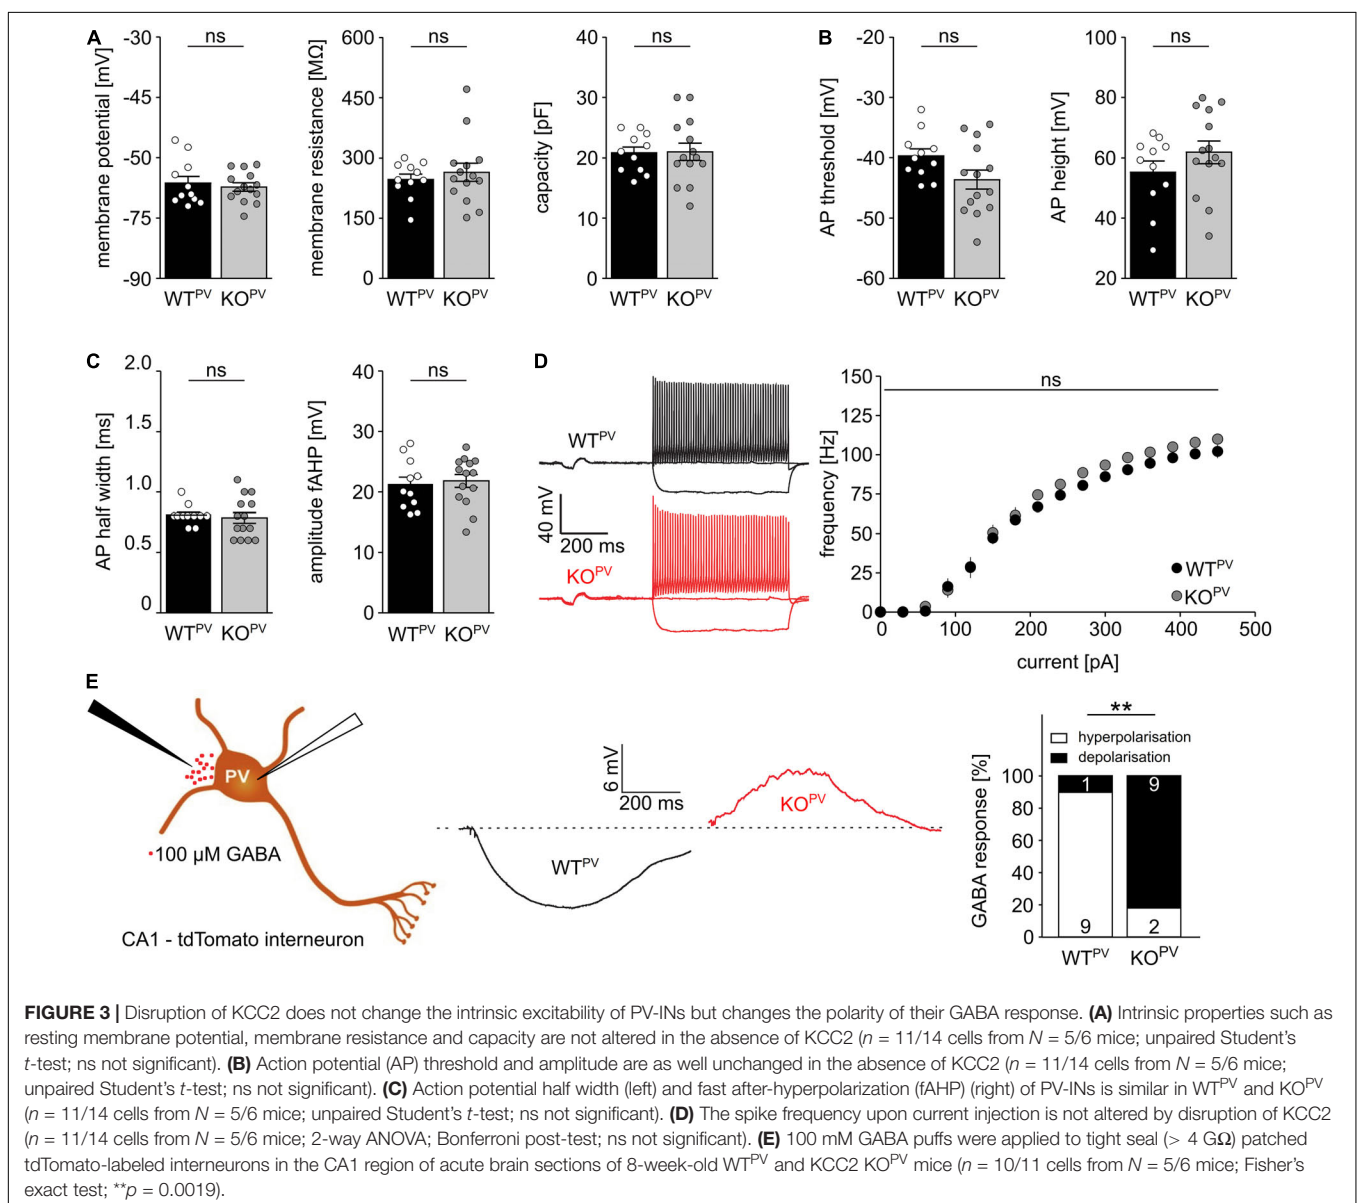 A
-30
-45
-50
-75
-90
membrane potential [mV]
ns
WTPV KOPV
600
450
300
150
0
membrane resistance [MΩ]
ns
WTPV KOPV
40
30
20
10
0
capacity [pF]
ns
WTPV KOPV
B
-20
-30
-40
-50
-60
AP threshold [mV]
ns
WTPV KOPV
100
80
60
40
20
AP height [mV]
ns
WTPV KOPV
C
2.0
1.5
1.0
0.5
0
AP half width [ms]
ns
WTPV KOPV
40
30
20
10
0
amplitude fAHP [mV]
ns
WTPV KOPV
D
WTPV
40 mV
200 ms
KOPV
150
125
100
75
50
25
0
frequency [Hz]
ns
WTPV
KOPV
0 100 200 300 400 500
current [pA]
E
PV
100 µM GABA
CA1 - tdTomato interneuron
6 mV
200 ms
KOPV
WTPV
**
hyperpolarisation
depolarisation
100
80
60
40
20
0
GABA response [%]
1 9
9 2
WTPV KOPV
FIGURE 3 | Disruption of KCC2 does not change the intrinsic excitability of PV-INs but changes the polarity of their GABA response. (A) Intrinsic properties such as
resting membrane potential, membrane resistance and capacity are not altered in the absence of KCC2 (n = 11/14 cells from N = 5/6 mice; unpaired Student's
t-test; ns not significant). (B) Action potential (AP) threshold and amplitude are as well unchanged in the absence of KCC2 (n = 11/14 cells from N = 5/6 mice;
unpaired Student's t-test; ns not significant). (C) Action potential half width (left) and fast after-hyperpolarization (fAHP) (right) of PV-INs is similar in WTPV and KOPV
(n = 11/14 cells from N = 5/6 mice; unpaired Student's t-test; ns not significant). (D) The spike frequency upon current injection is not altered by disruption of KCC2
(n = 11/14 cells from N = 5/6 mice; 2-way ANOVA; Bonferroni post-test; ns not significant). (E) 100 mM GABA puffs were applied to tight seal (> 4 GΩ) patched
tdTomato-labeled interneurons in the CA1 region of acute brain sections of 8-week-old WTPV and KCC2 KOPV mice (n = 10/11 cells from N = 5/6 mice; Fisher's
exact test; **p = 0.0019).